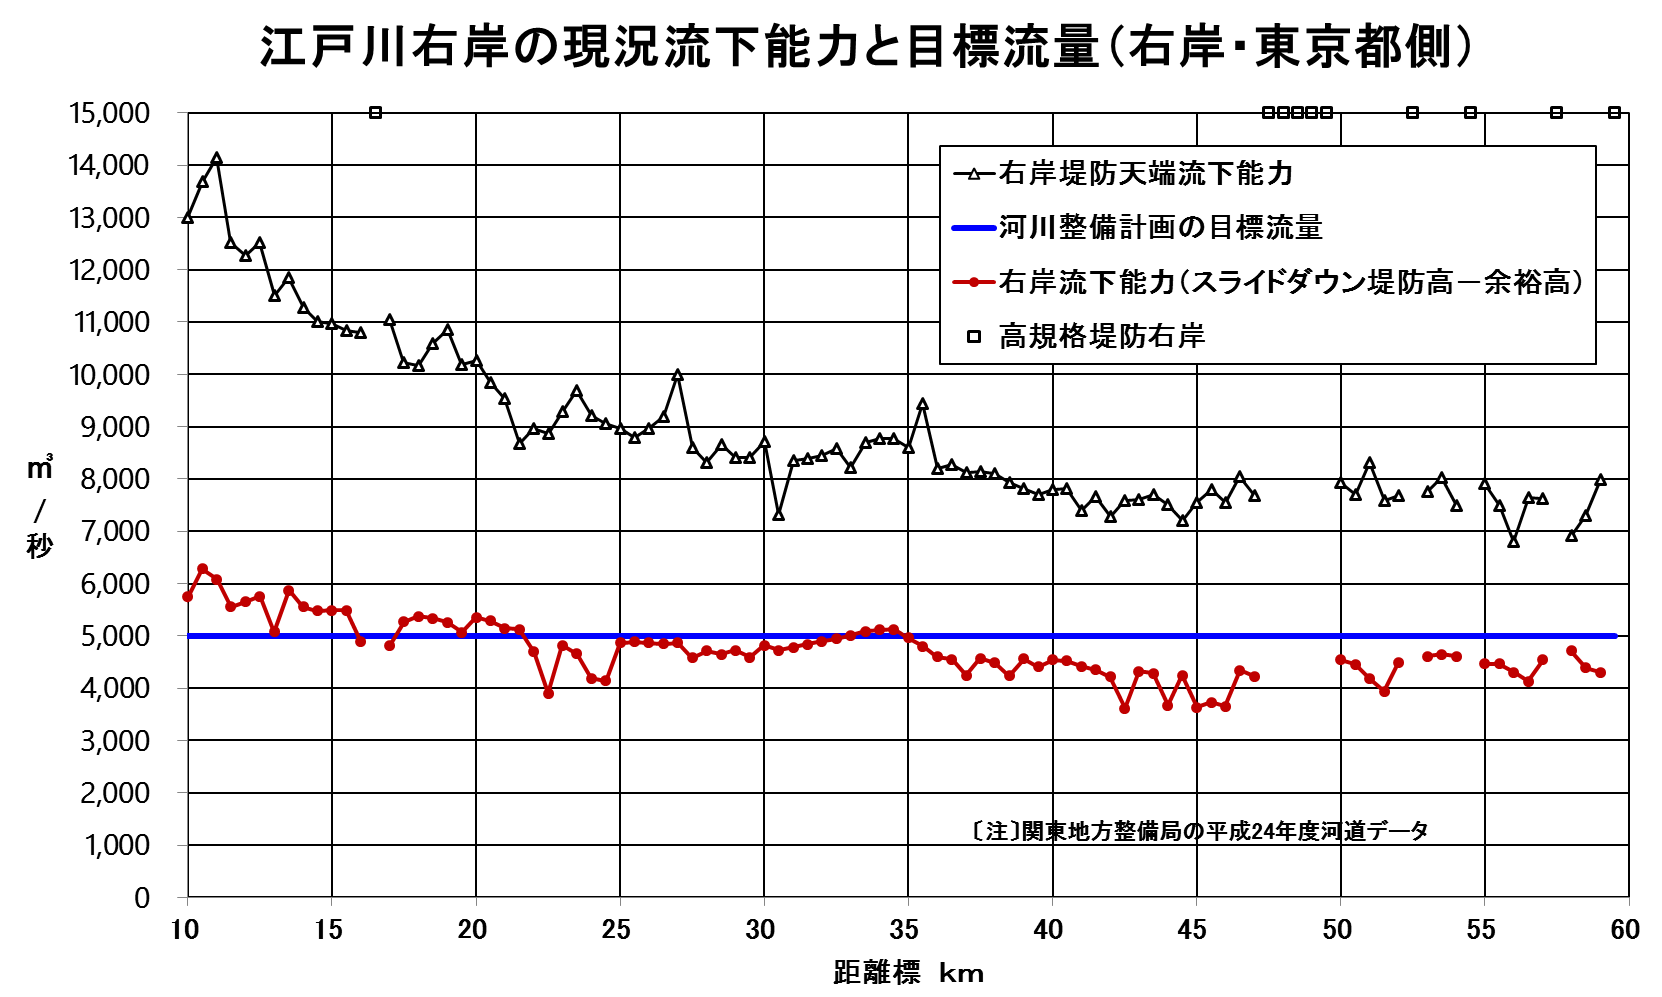 江戸川右岸の現況流下能力と目標流量（右岸・東京都側）
15,000
14,000
13,000
12,000
11,000
10,000
9,000
8,000
7,000
6,000
5,000
4,000
3,000
2,000
1,000
0
㎥
/
秒
右岸堤防天端流下能力
河川整備計画の目標流量
右岸流下能力（スライドダウン堤防高－余裕高）
高規格堤防右岸
〔注〕関東地方整備局の平成24年度河道データ
10 15 20 25 30 35 40 45 50 55 60
距離標 km